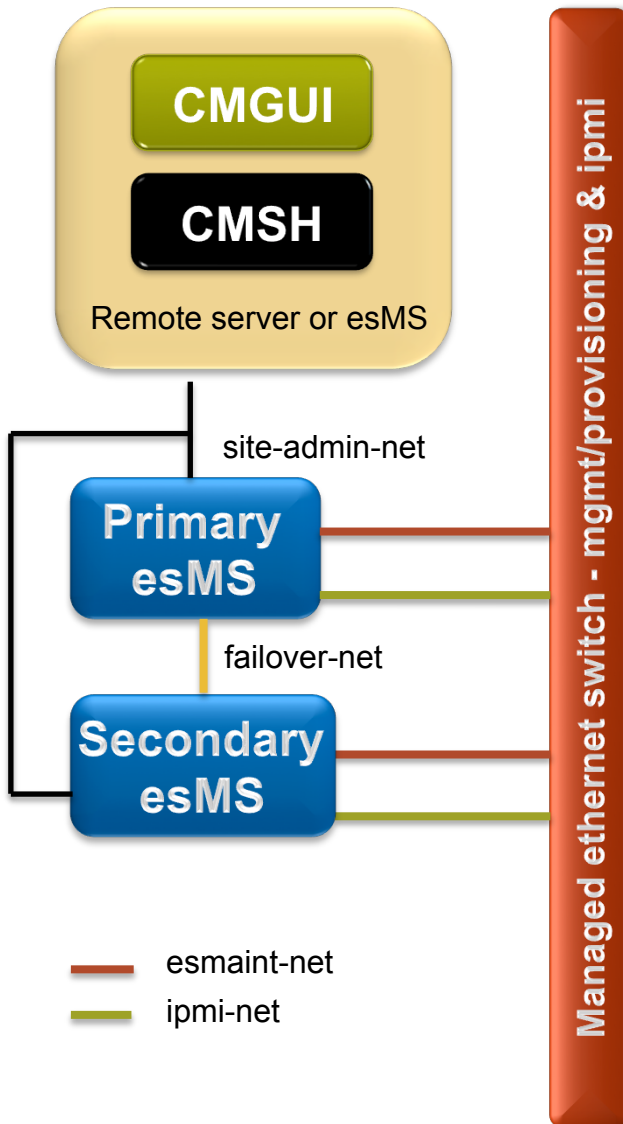 CMGUI
CMSH
Remote server or esMS
site-admin-net
Primary
esMS
failover-net
Secondary
esMS
esmaint-net
ipmi-net
Managed ethernet switch - mgmt/provisioning & ipmi